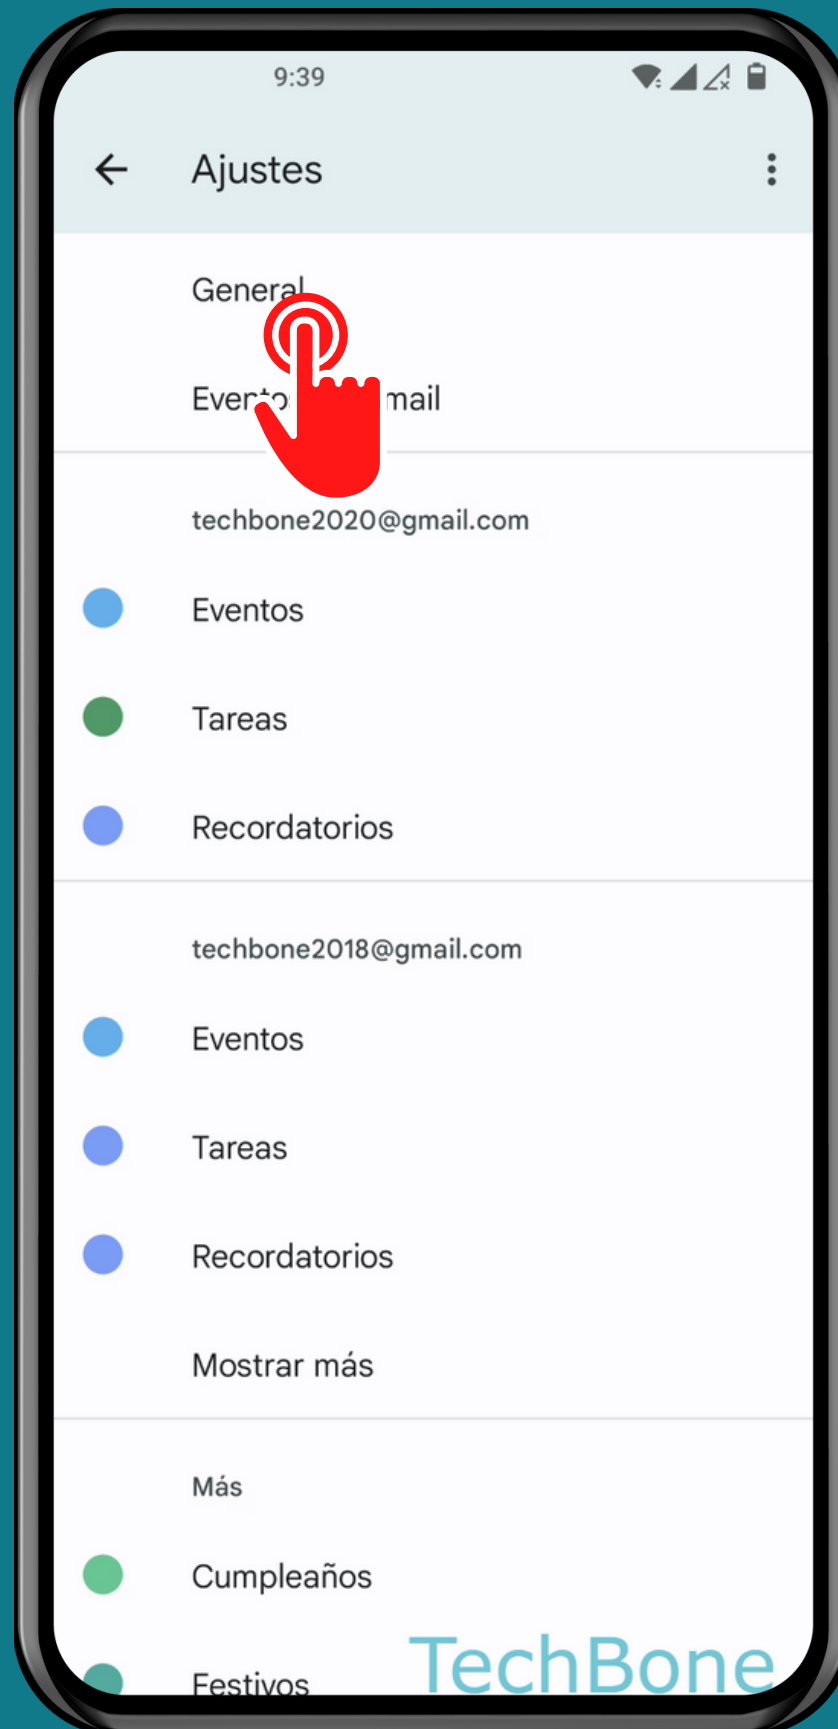 9:39
Ajustes
General
mail
techbone2020@gmail.com
Eventos
Tareas
Recordatorios
techbone2018@gmail.com
Eventos
Tareas
Recordatorios
Mostrar más
Más
Cumpleaños
Festivos
TechBone